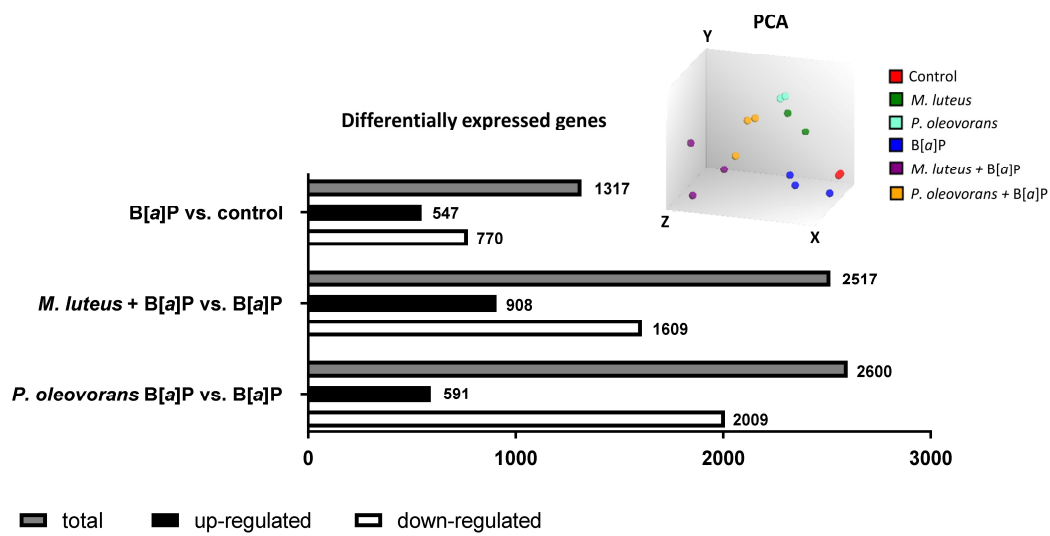 PCA
Y
Control
M. luteus
P. oleovorans
B[a]P
M. luteus + B[a]P
P. oleovorans + B[a]P
Z
X
Differentially expressed genes
B[a]P vs. control
1317
547
770
M. luteus + B[a]P vs. B[a]P
2517
908
1609
P. oleovorans B[a]P vs. B[a]P
2600
591
2009
0 1000 2000 3000
total up-regulated down-regulated